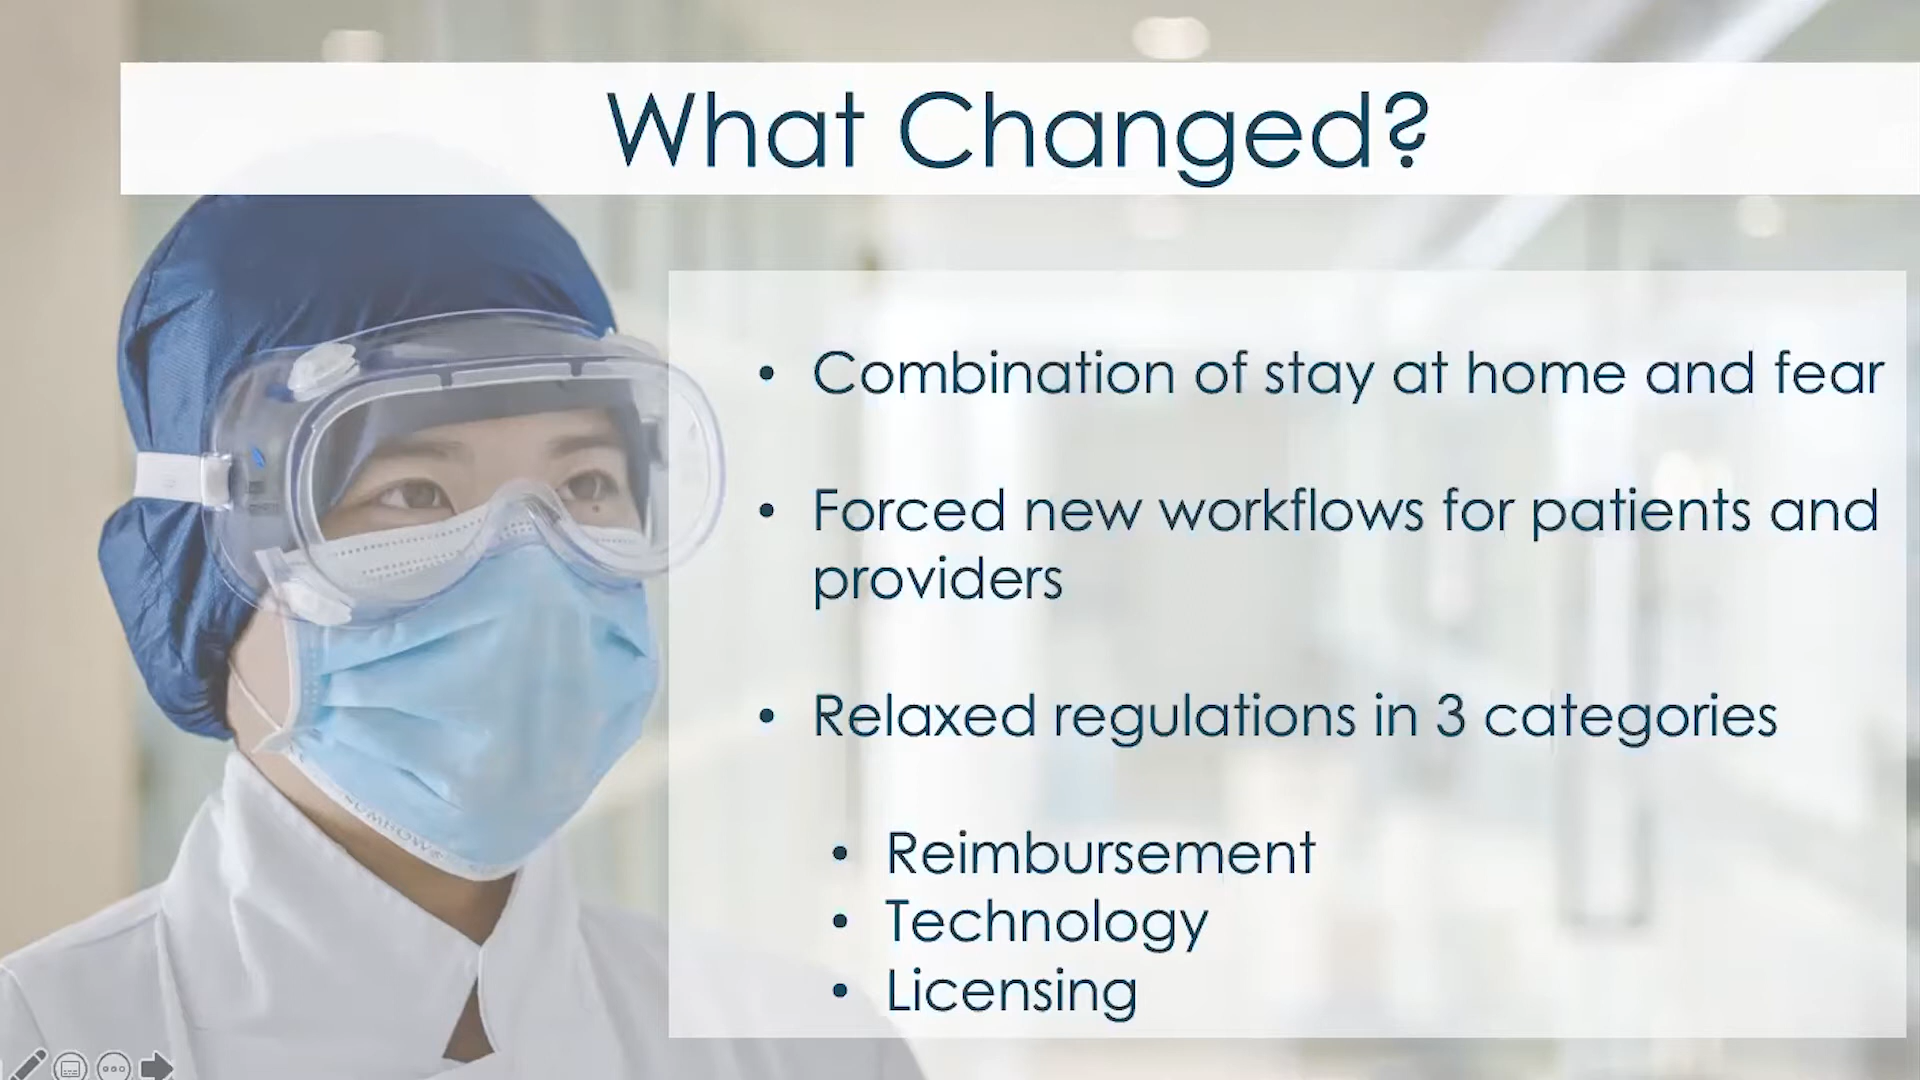 What Changed?
• Combination of stay at home and fear
• Forced new workflows for patients and
providers
• Relaxed regulations in 3 categories
• Reimbursement
• Technology
• Licensing